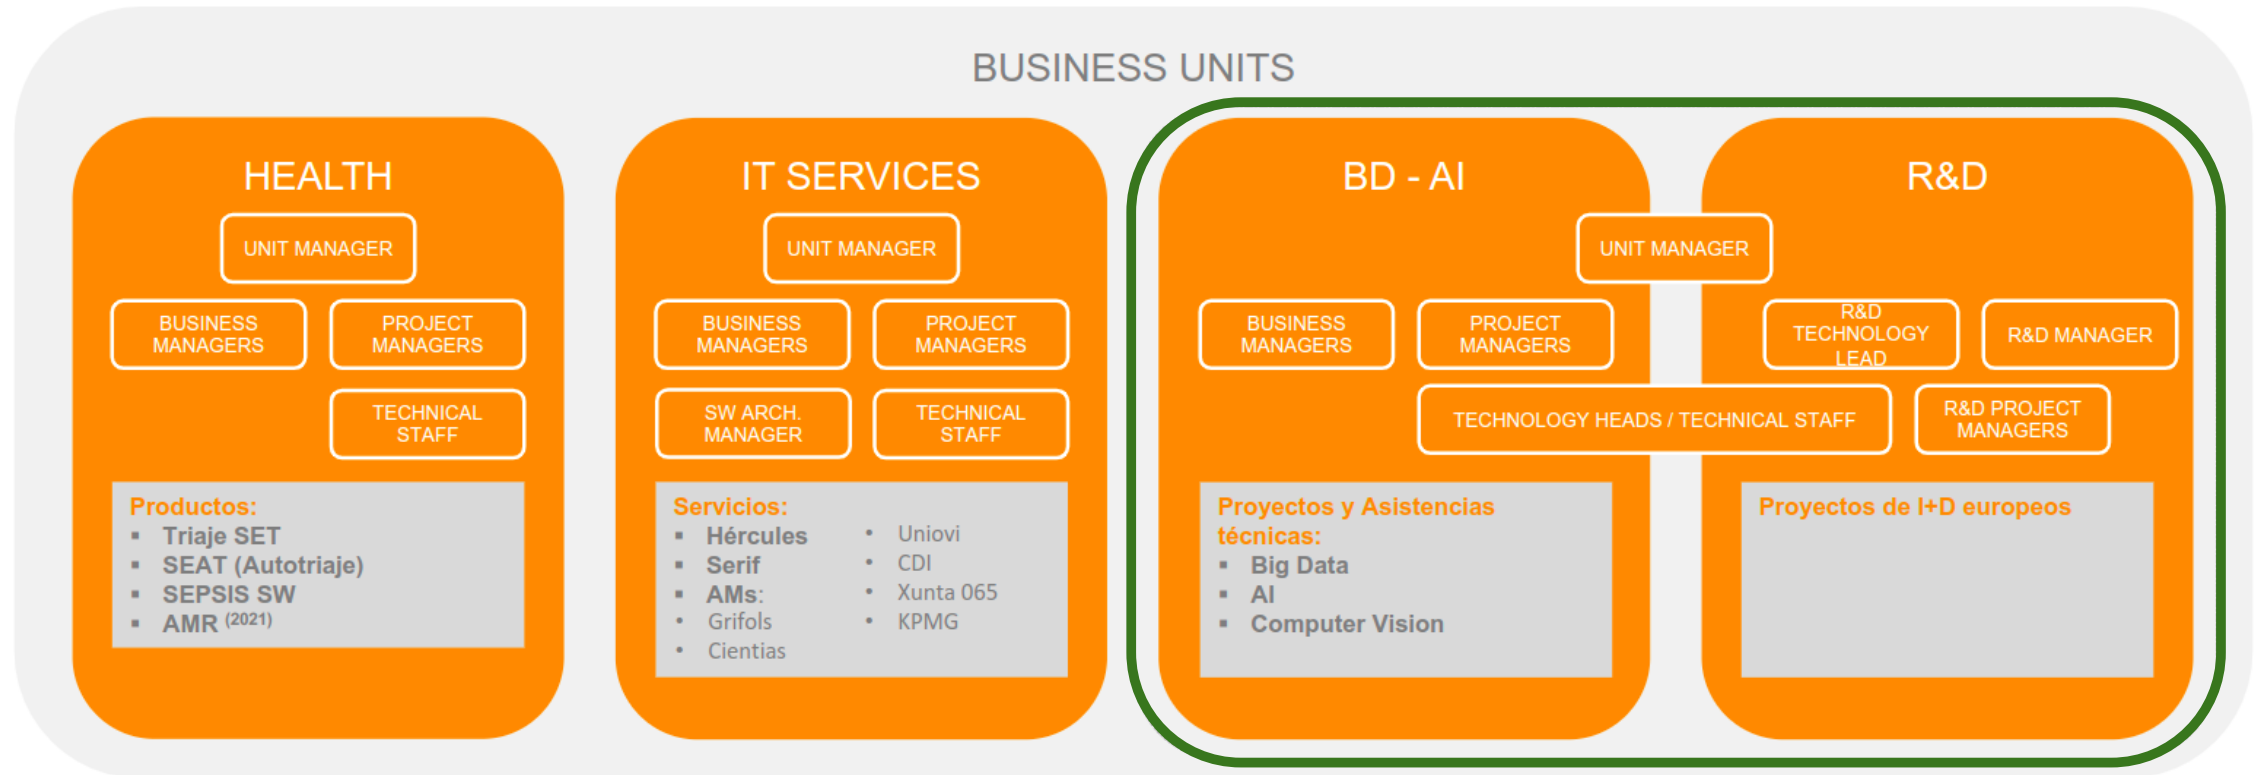 BUSINESS UNITS
HEALTH
UNIT MANAGER
BUSINESS
MANAGERS
PROJECT
MANAGERS
TECHNICAL
STAFF
Productos:
▪ Triaje SET
▪ SEAT (Autotriaje)
▪ SEPSIS SW
▪ AMR (2021)
IT SERVICES
UNIT MANAGER
BUSINESS
MANAGERS
PROJECT
MANAGERS
SW ARCH.
MANAGER
TECHNICAL
STAFF
Servicios:
▪ Hércules
▪ Serif
▪ AMs:
• Grifols
• Cientias
• Uniovi
• CDI
• Xunta 065
• KPMG
BD - AI
R&D
UNIT MANAGER
BUSINESS
MANAGERS
PROJECT
MANAGERS
R&D
TECHNOLOGY
LEAD
R&D MANAGER
TECHNOLOGY HEADS / TECHNICAL STAFF
R&D PROJECT
MANAGERS
Proyectos y Asistencias
técnicas:
▪ Big Data
▪ AI
▪ Computer Vision
Proyectos de I+D europeos